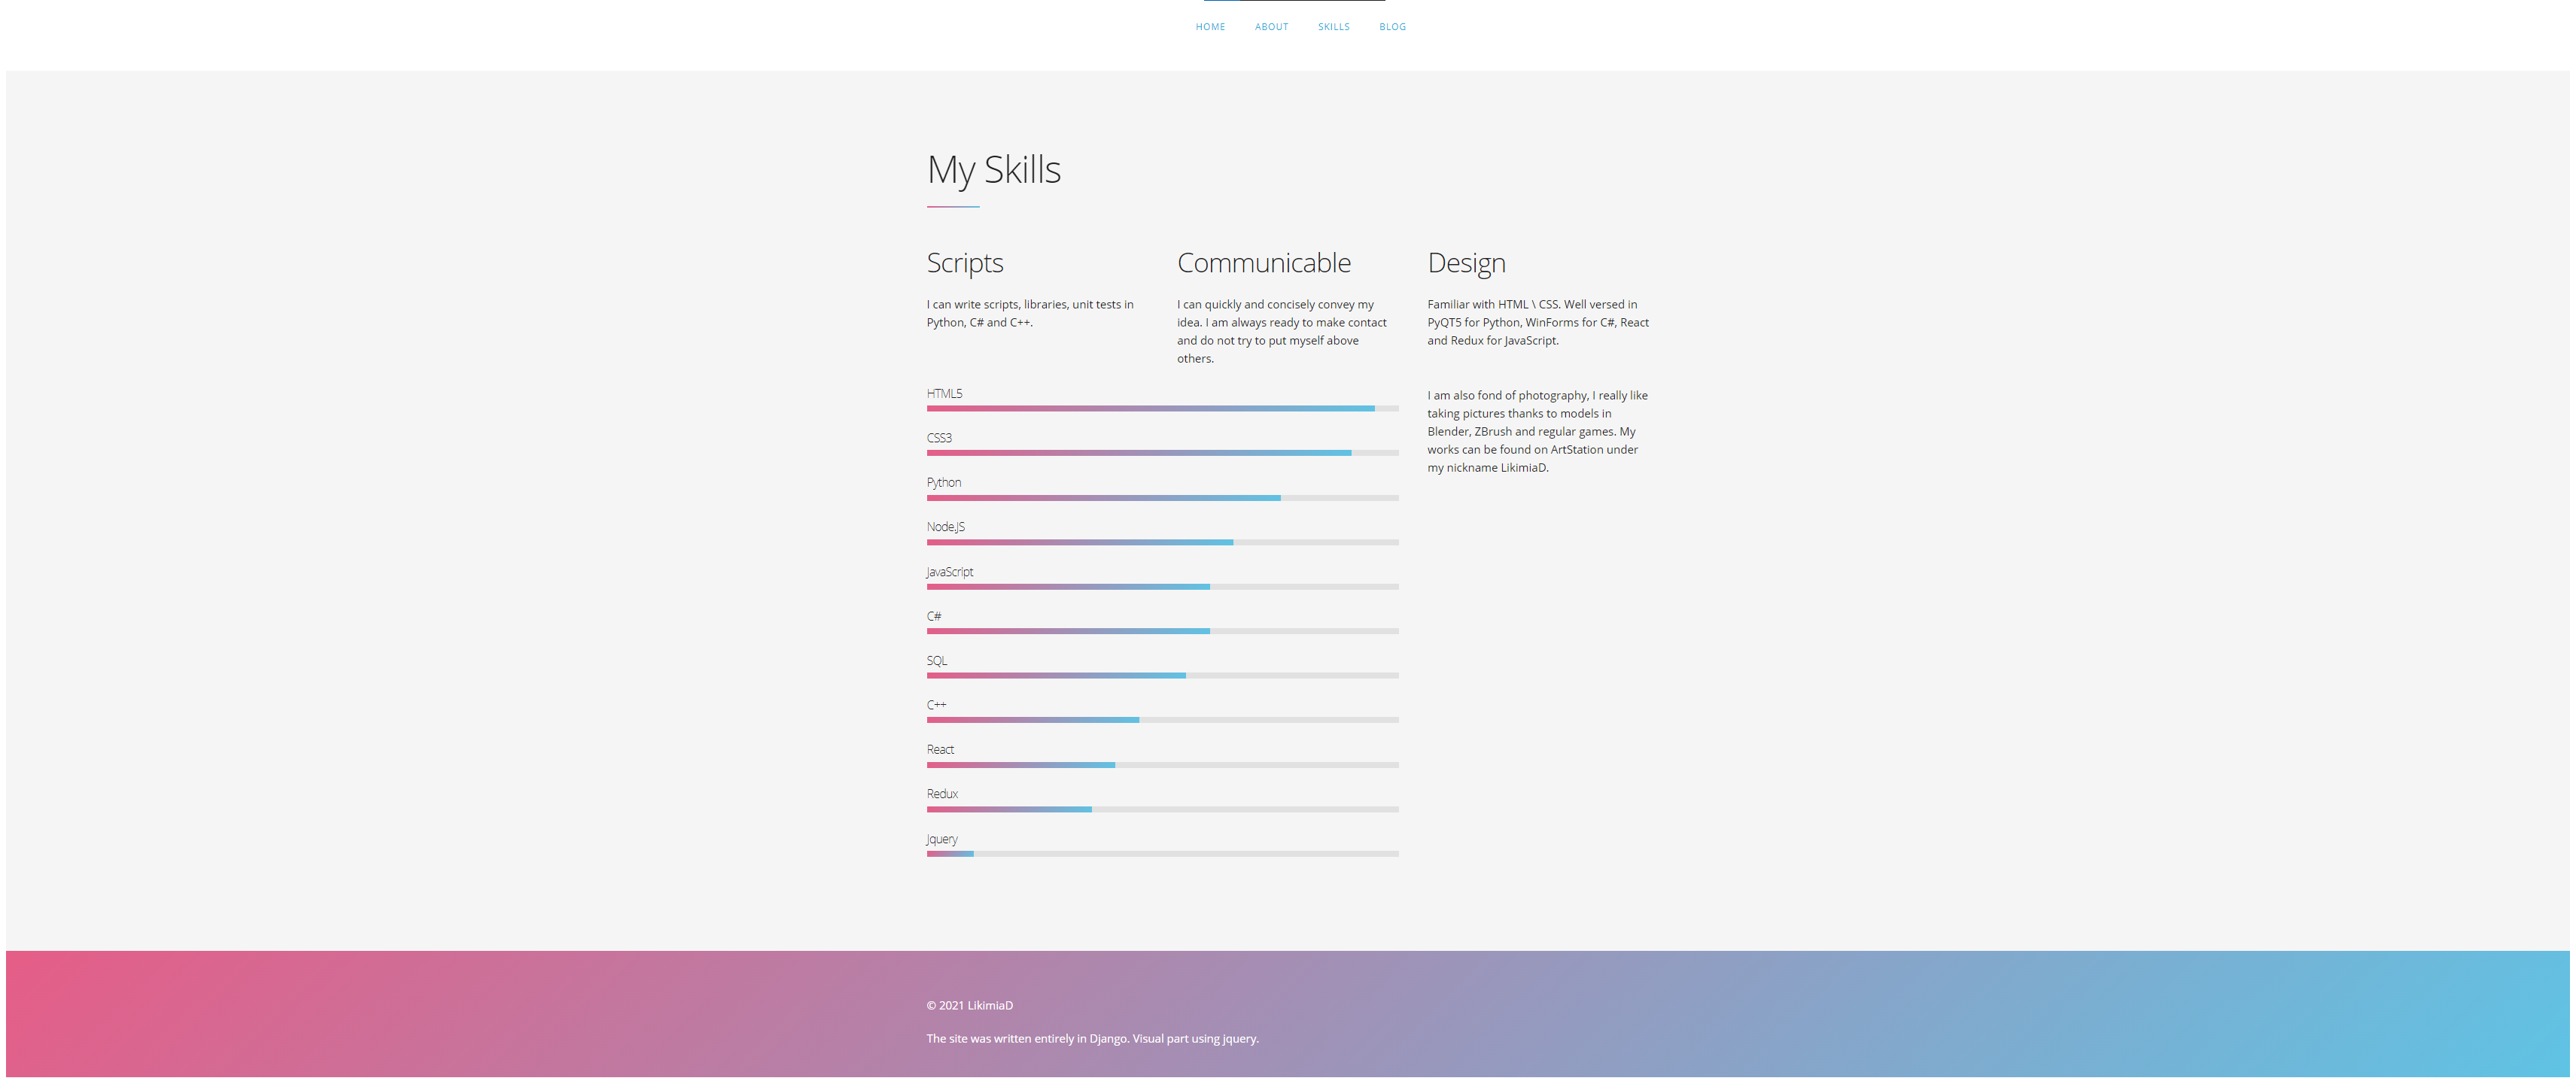 HOME ABOUT SKILLS BLOG
My Skills
Scripts
I can write scripts, libraries, unit tests in
Python, C# and C++.
Communicable
I can quickly and concisely convey my
idea. I am always ready to make contact
and do not try to put myself above
others.
Design
Familiar with HTML \ CSS. Well versed in
PyQT5 for Python, WinForms for C#, React
and Redux for JavaScript.
HTML5
CSS3
Python
Node.JS
JavaScript
C#
SQL
C++
React
Redux
Jquery
I am also fond of photography, I really like
taking pictures thanks to models in
Blender, ZBrush and regular games. My
works can be found on ArtStation under
my nickname LikimiaD.
© 2021 LikimiaD
The site was written entirely in Django. Visual part using jquery.